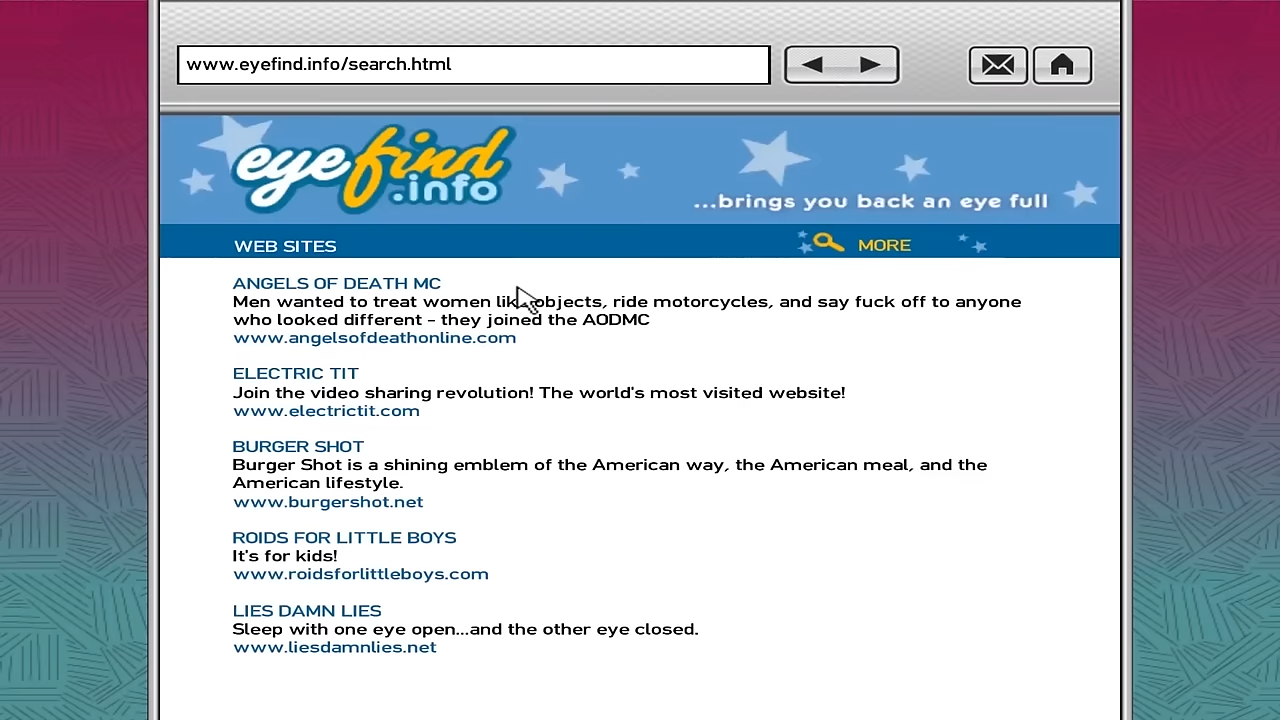 www.eyefind.info/search.html
eyefind
.info
...brings you back an eye full
WEB SITES
MORE
ANGELS OF DEATH MC
Men wanted to treat women lik objects, ride motorcycles, and say fuck off to anyone
who looked different - they joined the AODMC
www.angelsofdeathonline.com
ELECTRIC TIT
Join the video sharing revolution! The world's most visited website!
www.electrictit.com
BURGER SHOT
Burger Shot is a shining emblem of the American way, the American meal, and the
American lifestyle.
www.burgershot.net
ROIDS FOR LITTLE BOYS
It's for kids!
www.roidsforlittleboys.com
LIES DAMN LIES
Sleep with one eye open...and the other eye closed.
www.liesdamnlies.net